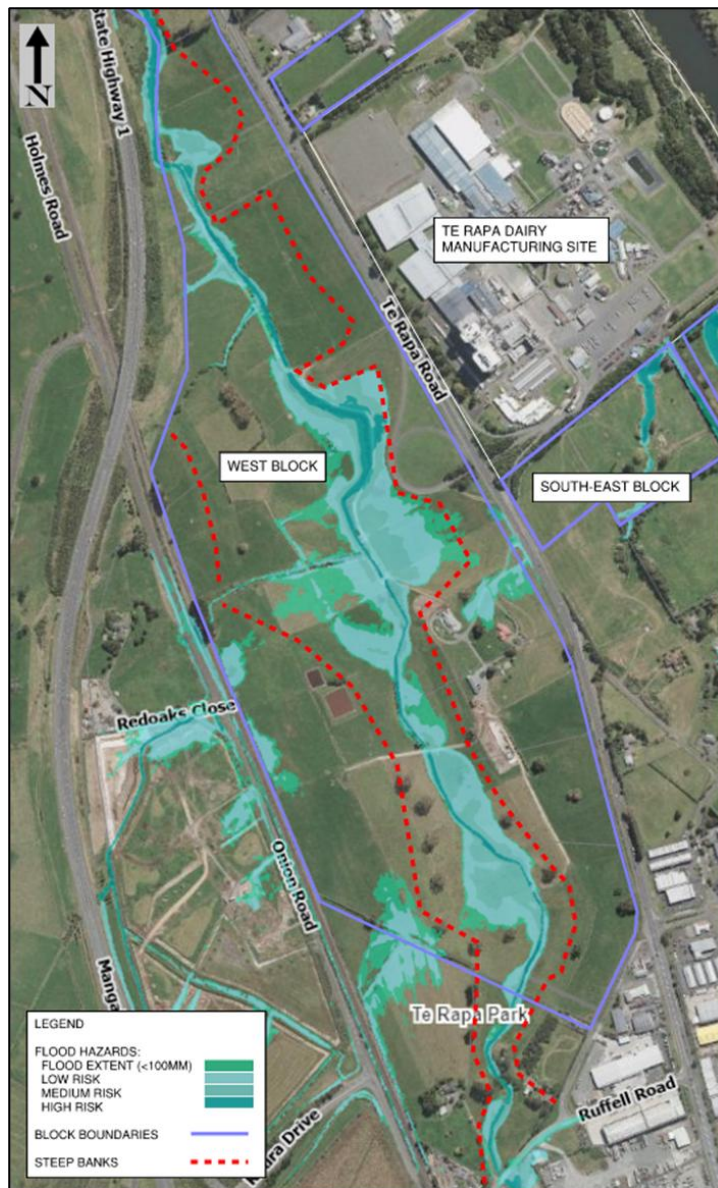 State Highway 1
N
Holmes Road
TE RAPA DAIRY
MANUFACTURING SITE
Te Rapa Road
WEST BLOCK
SOUTH-EAST BLOCK
Redoaks Close
Onion Road
Manga
Te Rapa Park
Ruffell Road
Drive
LEGEND
FLOOD HAZARDS:
FLOOD EXTENT (<100MM)
LOW RISK
MEDIUM RISK
HIGH RISK
BLOCK BOUNDARIES
STEEP BANKS